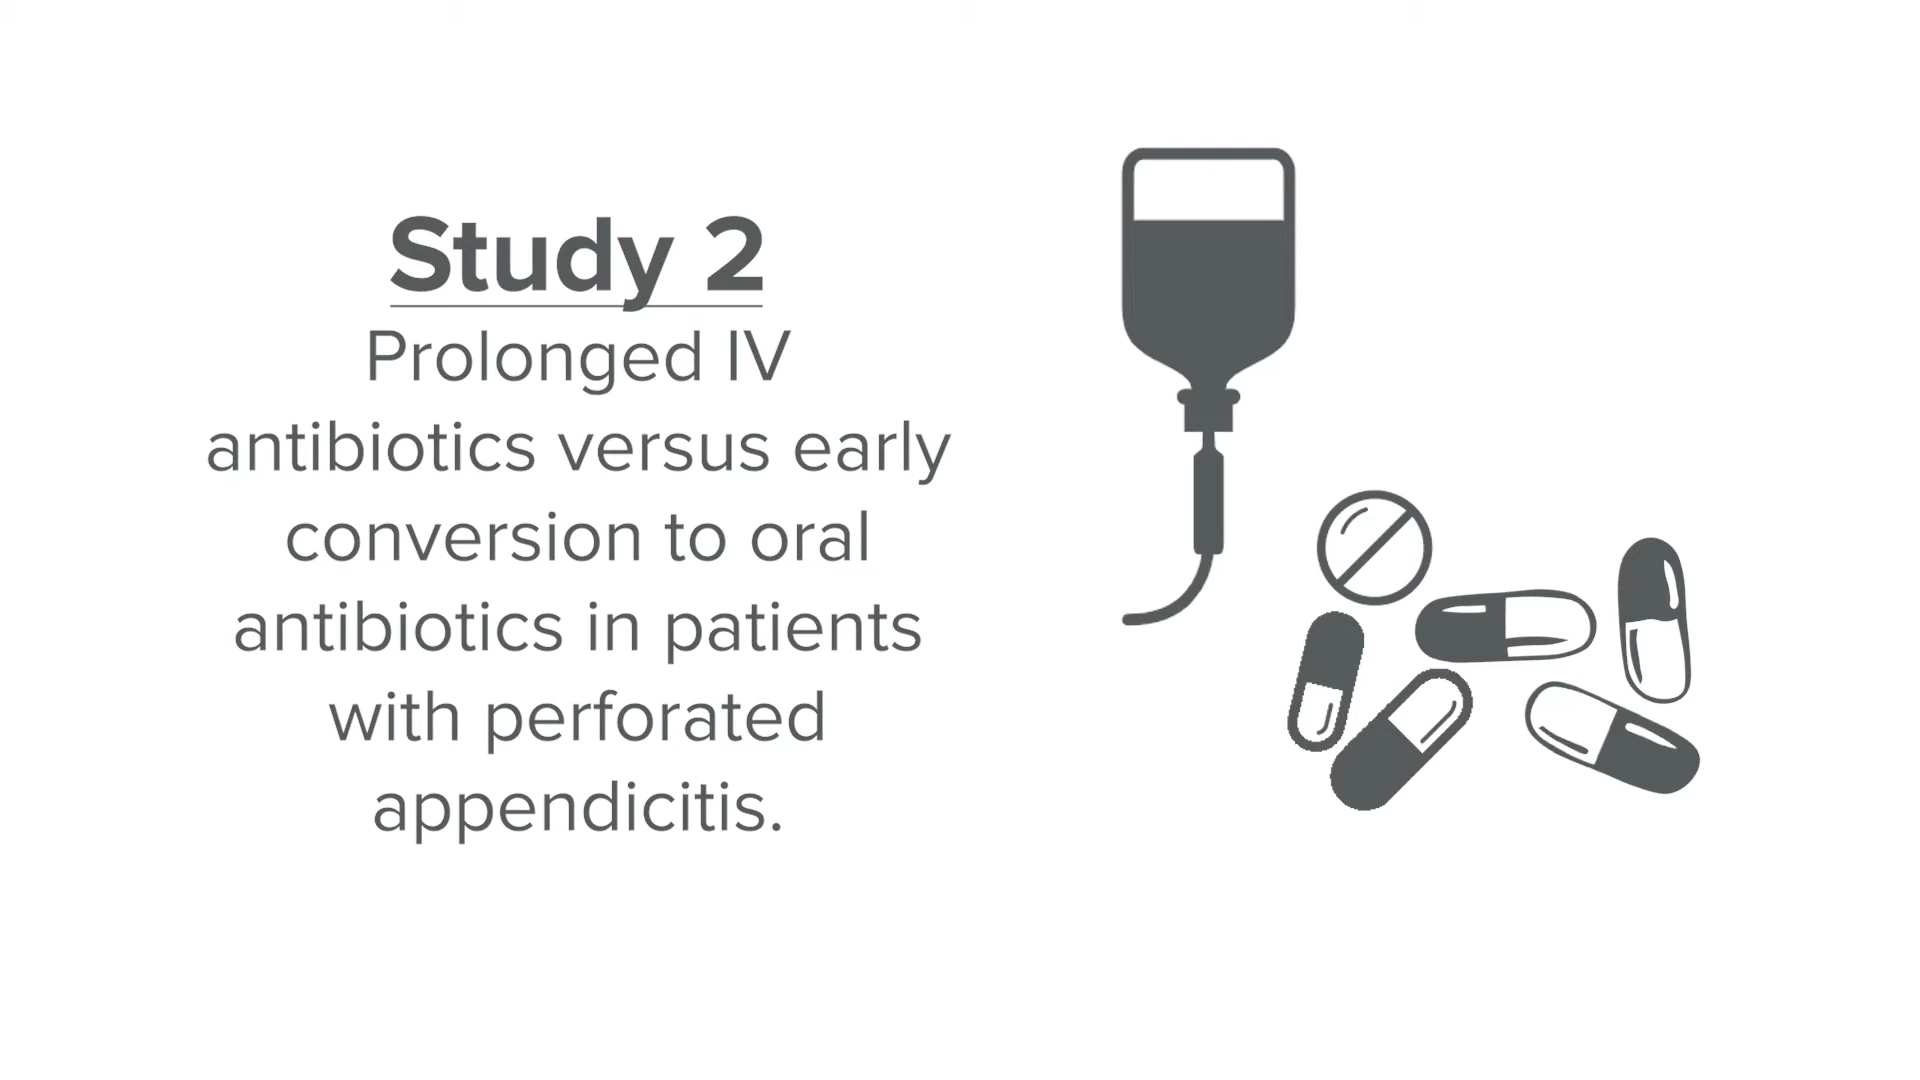 Study 2
Prolonged IV
antibiotics versus early
conversion to oral
antibiotics in patients
with perforated
appendicitis.